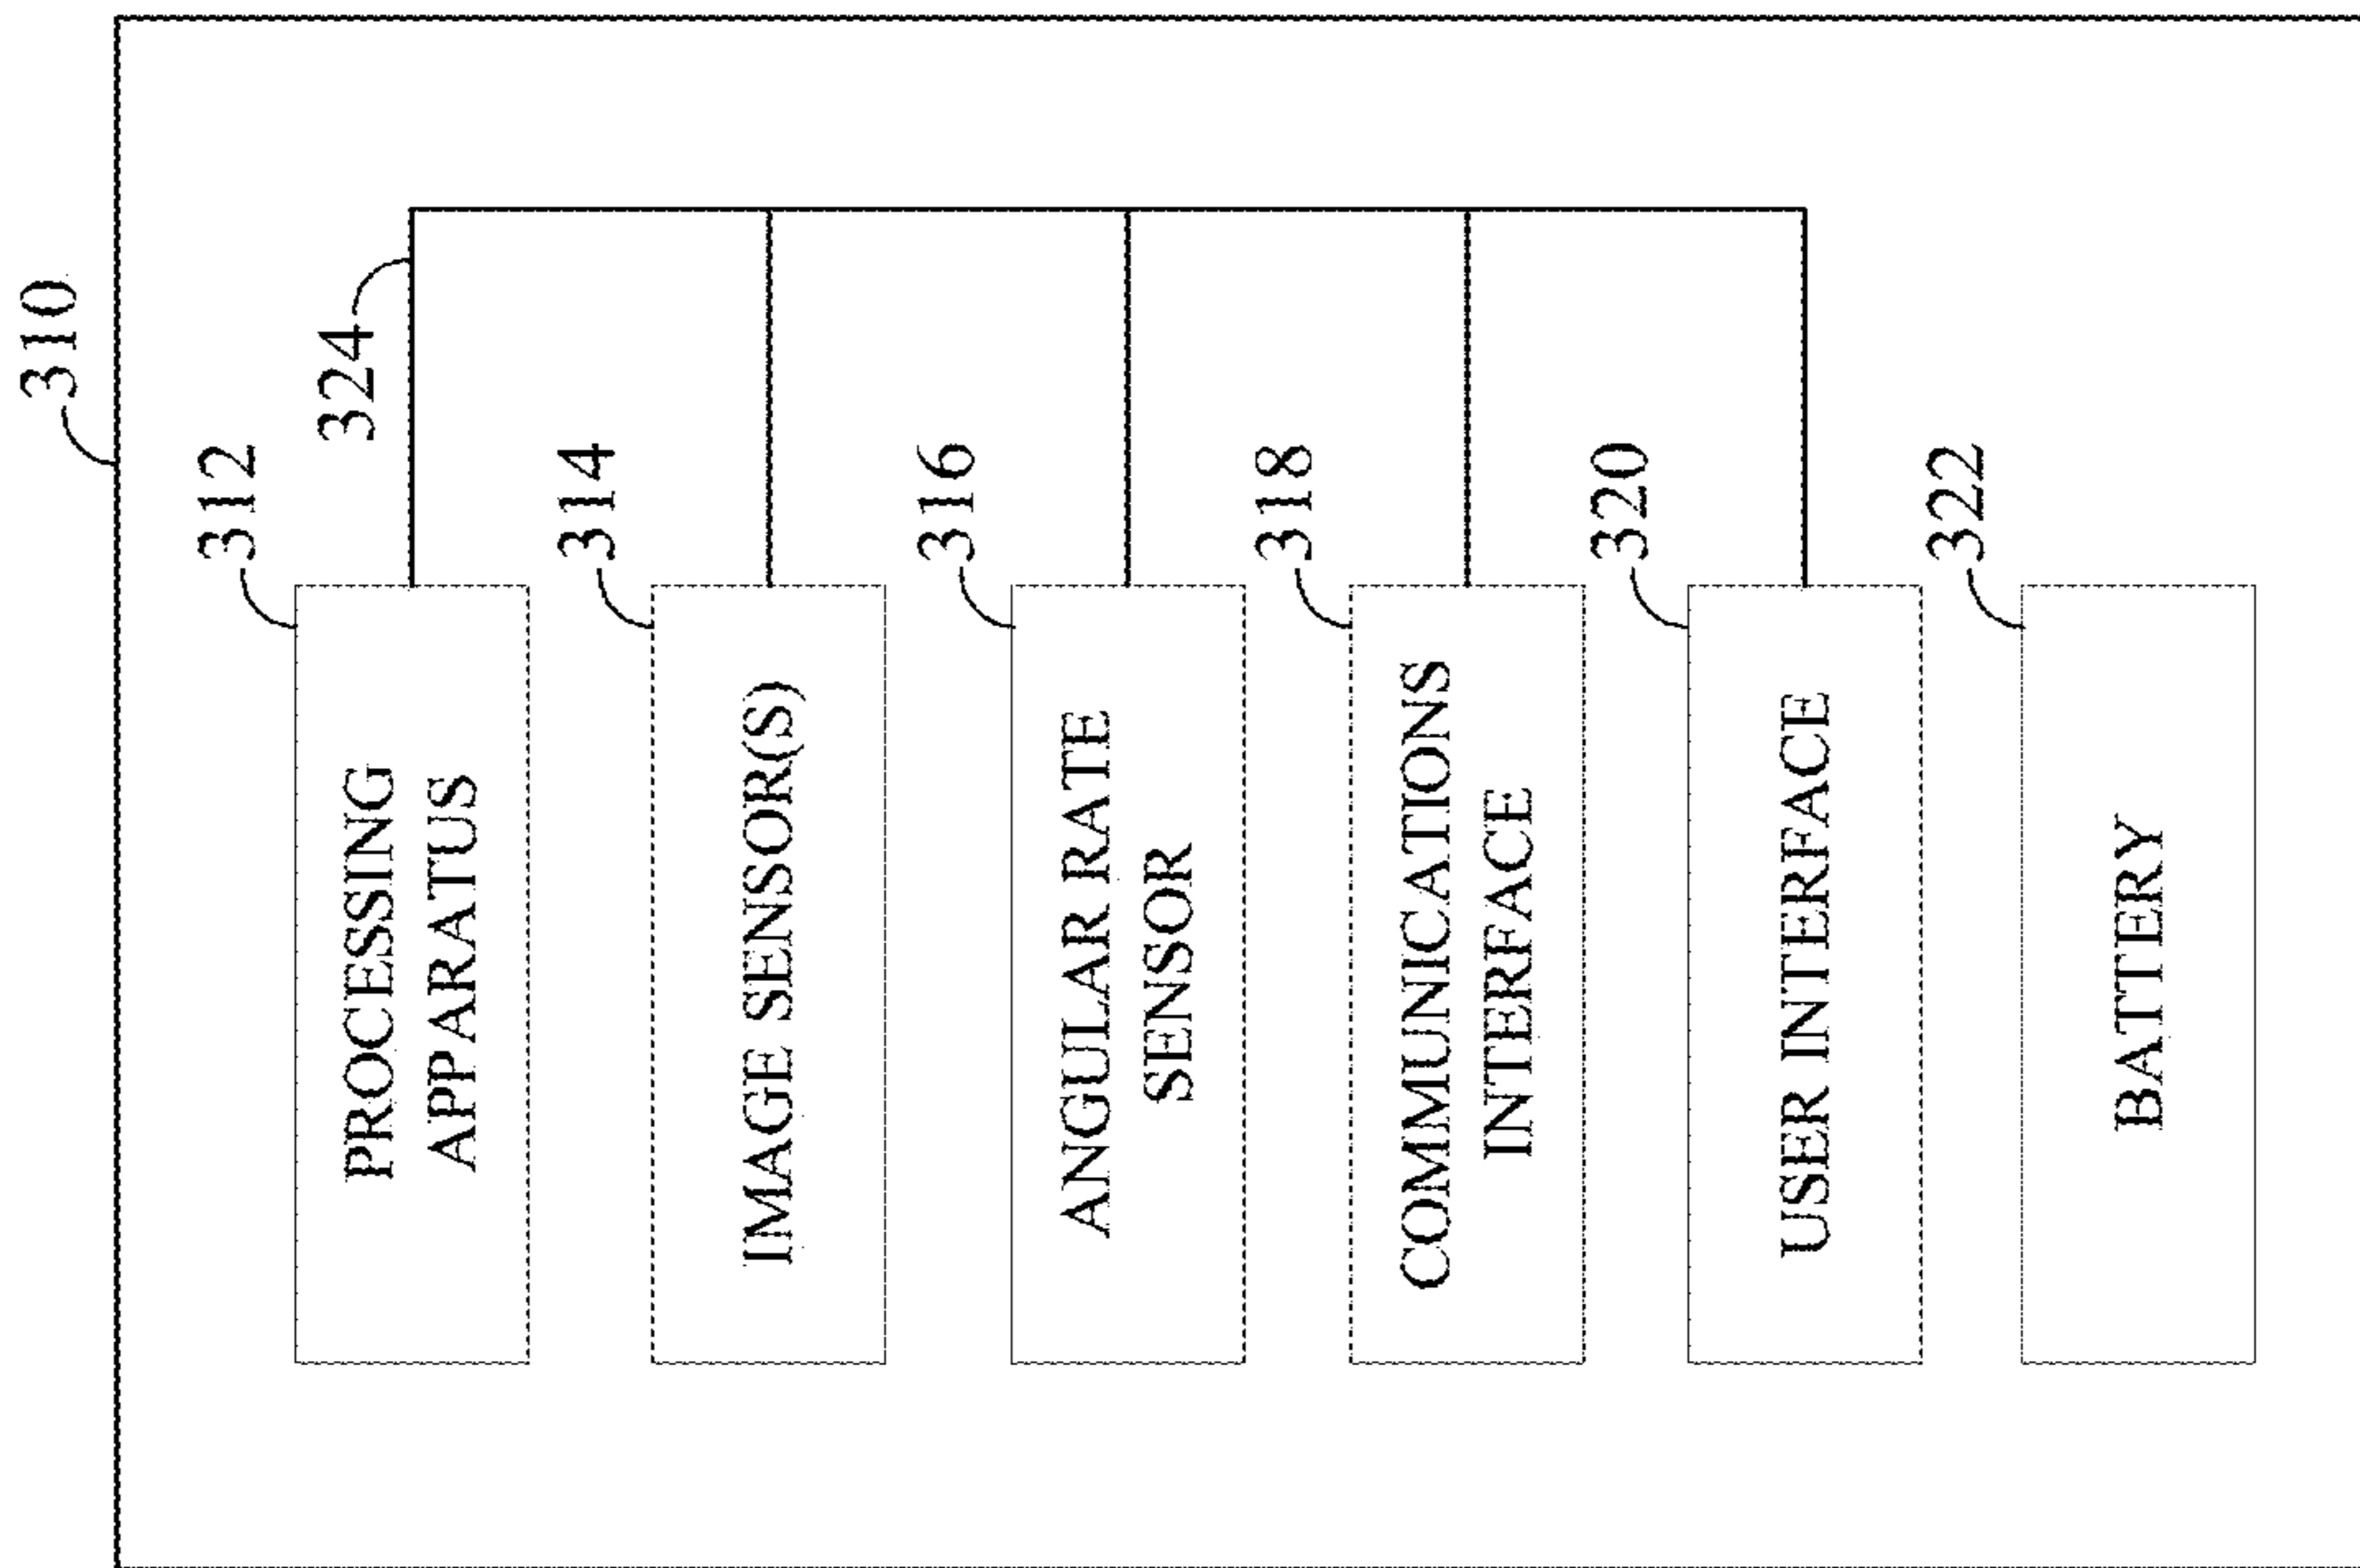 310
324
312
PROCESSING
APPARATUS
314
IMAGE SENSOR(S)
316
ANGULAR RATE
SENSOR
318
COMMUNICATIONS
INTERFACE
320
USER INTERFACE
322
BATTERY